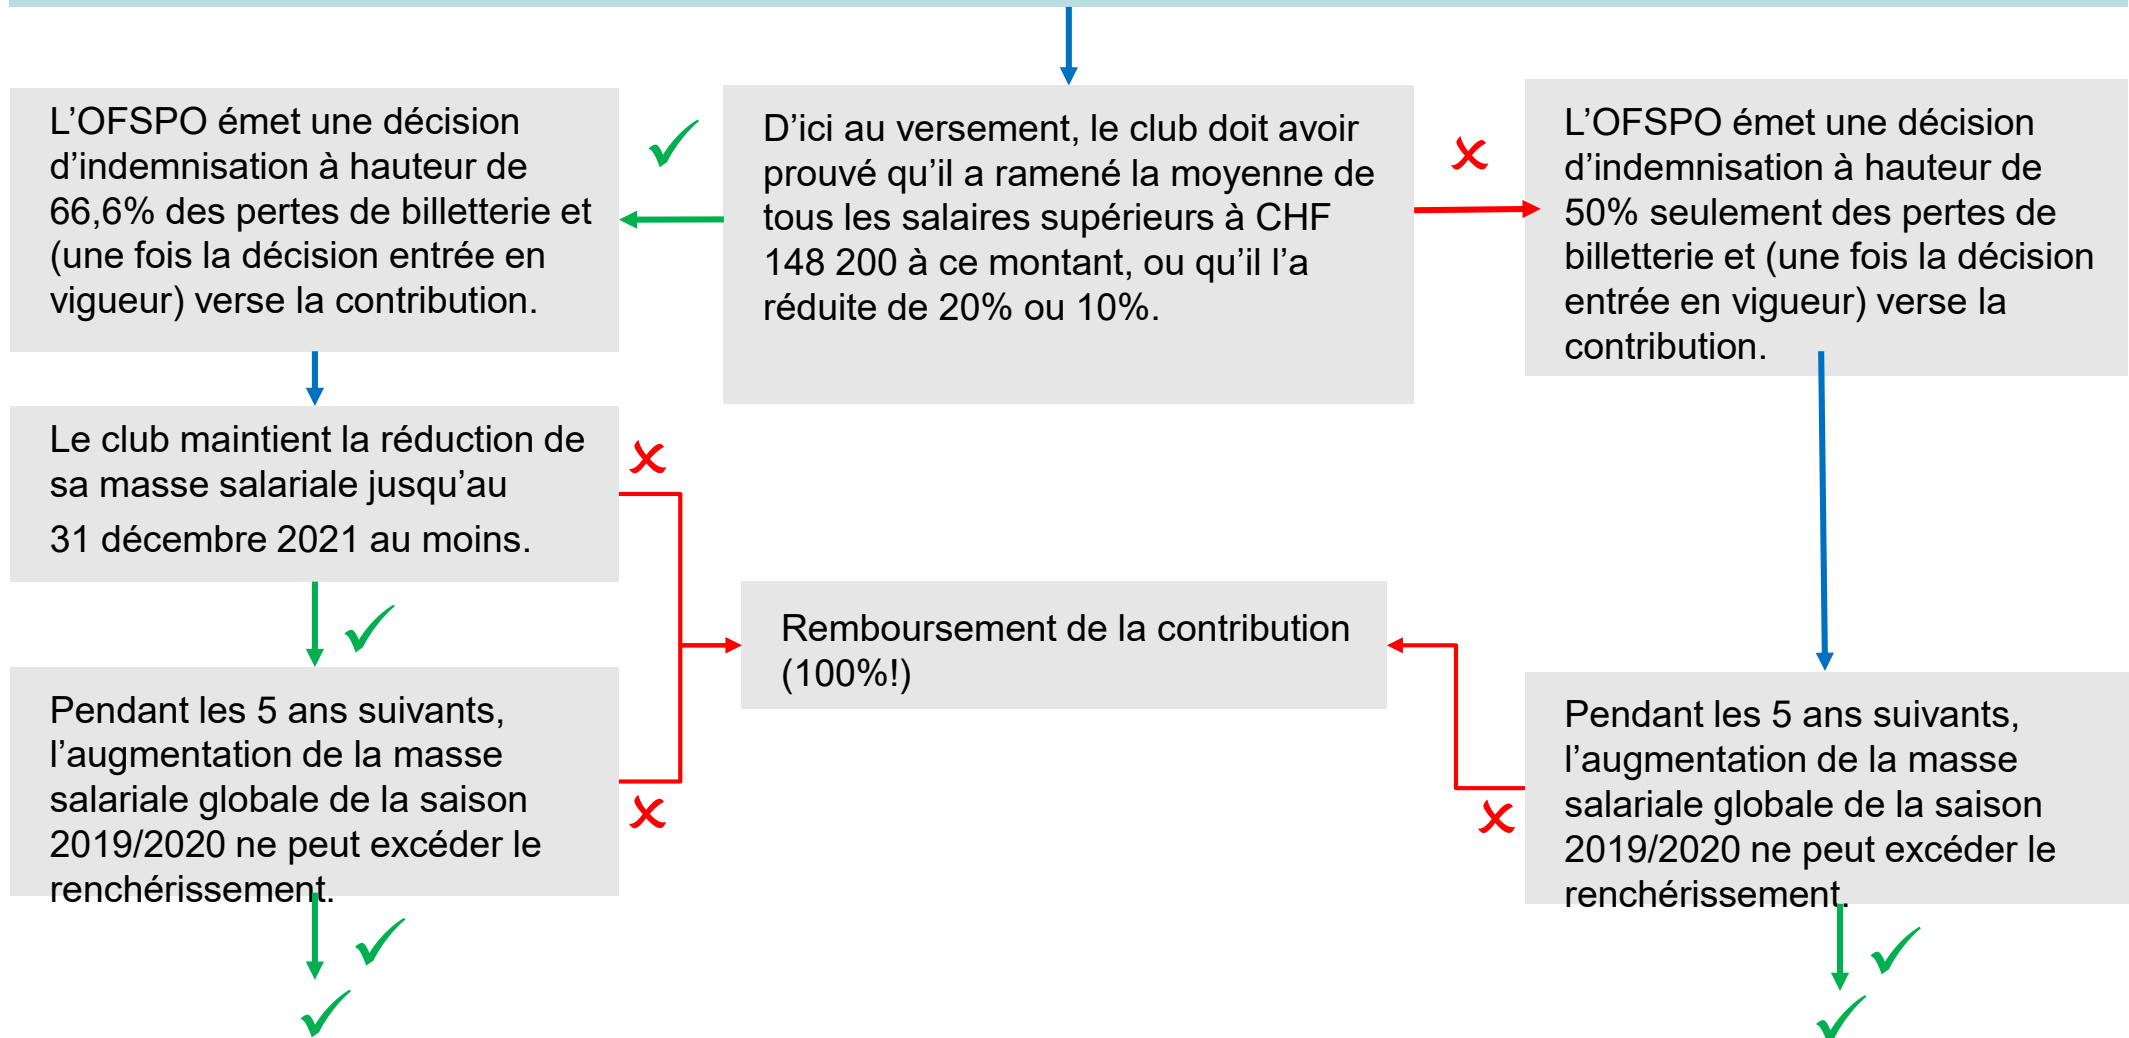 L’OFSPO émet une décision
d’indemnisation à hauteur de
66,6% des pertes de billetterie et
(une fois la décision entrée en
vigueur) verse la contribution.
D’ici au versement, le club doit avoir
prouvé qu’il a ramené la moyenne de
tous les salaires supérieurs à CHF
148 200 à ce montant, ou qu’il l’a
réduite de 20% ou 10%.
L’OFSPO émet une décision
d’indemnisation à hauteur de
50% seulement des pertes de
billetterie et (une fois la décision
entrée en vigueur) verse la
contribution.
Le club maintient la réduction de
sa masse salariale jusqu’au
31 décembre 2021 au moins.
Remboursement de la contribution
(100%!)
Pendant les 5 ans suivants,
l’augmentation de la masse
salariale globale de la saison
2019/2020 ne peut excéder le
renchérissement.
Pendant les 5 ans suivants,
l’augmentation de la masse
salariale globale de la saison
2019/2020 ne peut excéder le
renchérissement.